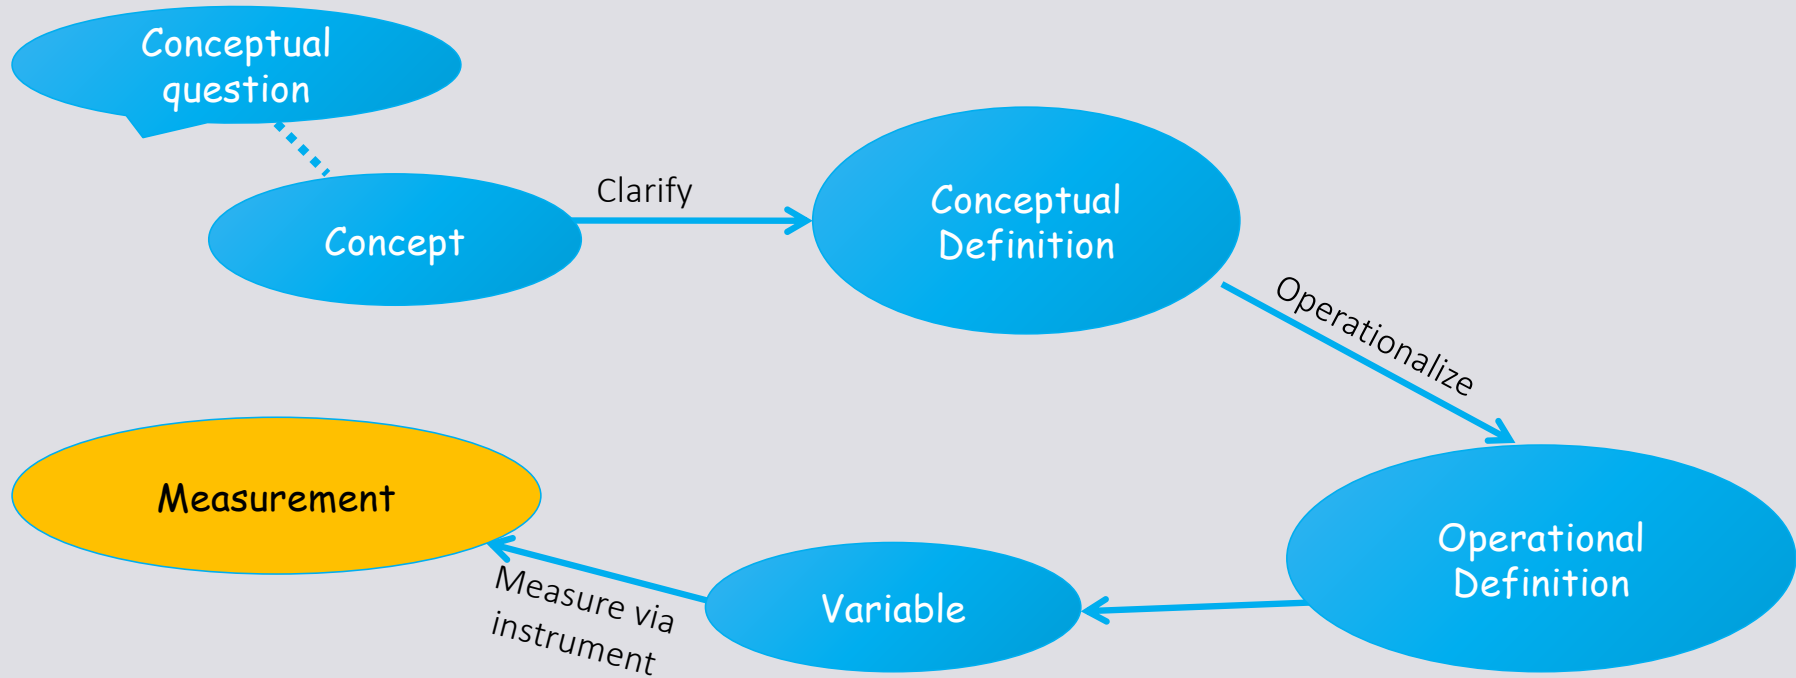 Conceptual
question
Concept
Clarify
Conceptual
Definition
Operationalize
Operational
Definition
Variable
Measure via
instrument
Measurement